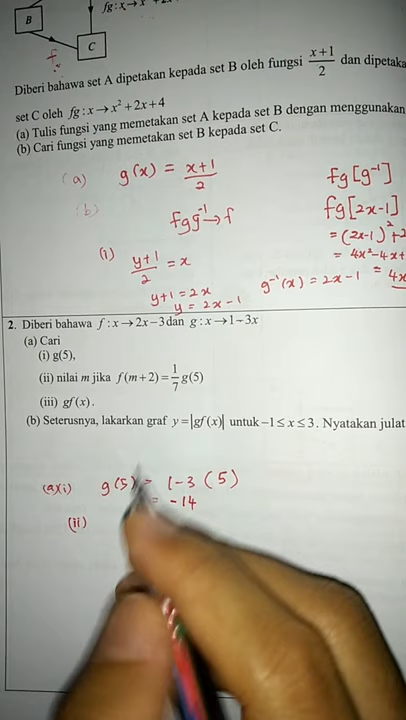 fg : x → x
B
C
f
Diberi bahawa set A dipetakan kepada set B oleh fungsi x+1/2 dan dipeta
set C oleh fg : x → x² + 2x + 4
(a) Tulis fungsi yang memetakan set A kepada set B dengan menggunakan
(b) Cari fungsi yang memetakan set B kepada set C.
(a) g(x) = x+1/2
(b) fgg⁻¹ → f
(i) y+1/2 = x
y+1 = 2x
y = 2x-1
g⁻¹(x) = 2x-1
fg[g⁻¹]
fg[2x-1]
= (2x-1)² + 2
= 4x² - 4x +
= 4x
2. Diberi bahawa f : x → 2x − 3 dan g : x → 1 − 3x
(a) Cari
(i) g(5),
(ii) nilai m jika f(m+2) = 1/7 g(5)
(iii) gf(x).
(b) Seterusnya, lakarkan graf y = |gf(x)| untuk −1 ≤ x ≤ 3. Nyatakan julat
(a)(i) g(5) = 1-3(5)
= -14
(ii)